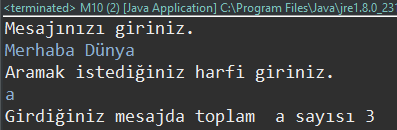 <terminated> M10 (2) [Java Application] C:\Program Files\Java\jre1.8.0_231
Mesajınızı giriniz.
Merhaba Dünya
Aramak istediğiniz harfi giriniz.
a
Girdiğiniz mesajda toplam  a sayısı 3